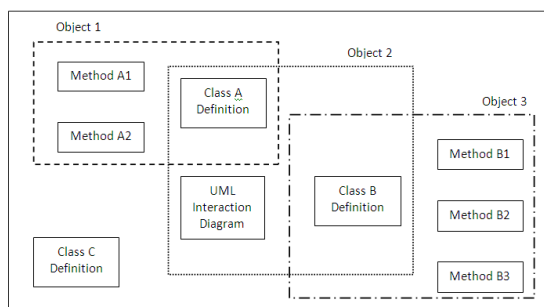 Object 1
Object 2
Method A1
Class A
Definition
Object 3
Method A2
Method B1
UML
Interaction
Diagram
Class B
Definition
Method B2
Class C
Definition
Method B3